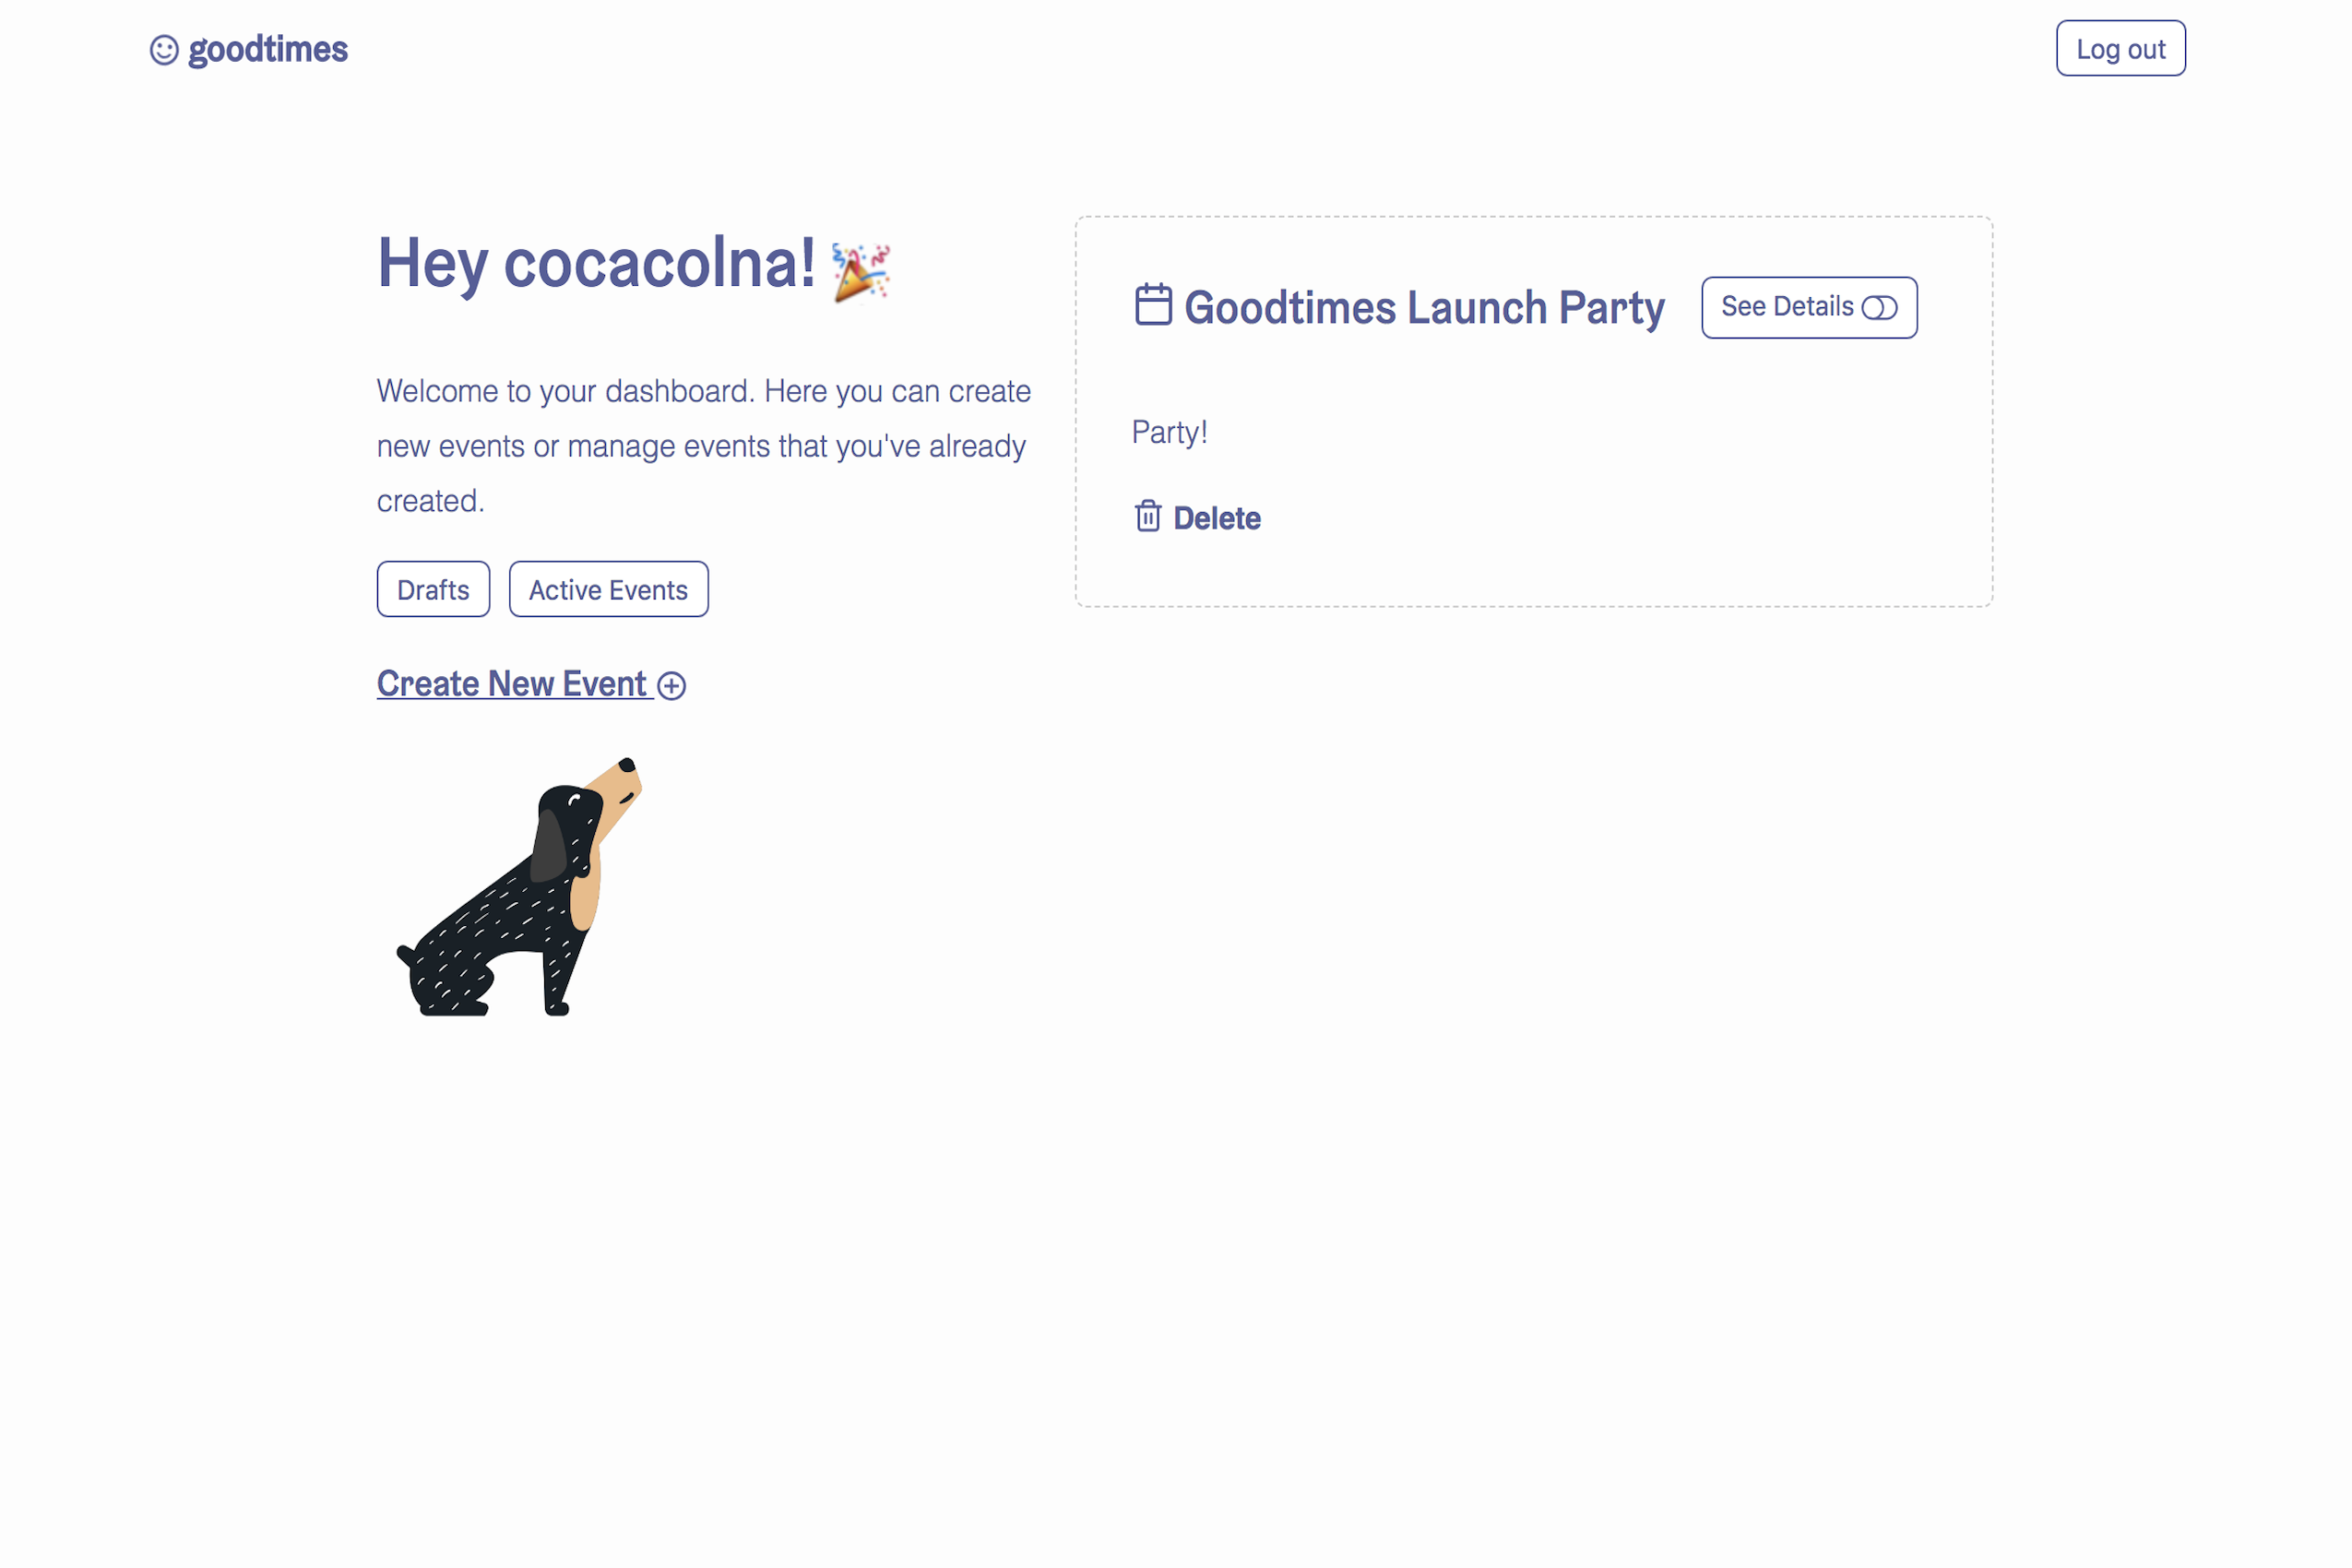 goodtimes
Log out
Hey cocacolna!
Welcome to your dashboard. Here you can create
new events or manage events that you've already
created.
Drafts
Active Events
Create New Event
Goodtimes Launch Party
See Details
Party!
Delete